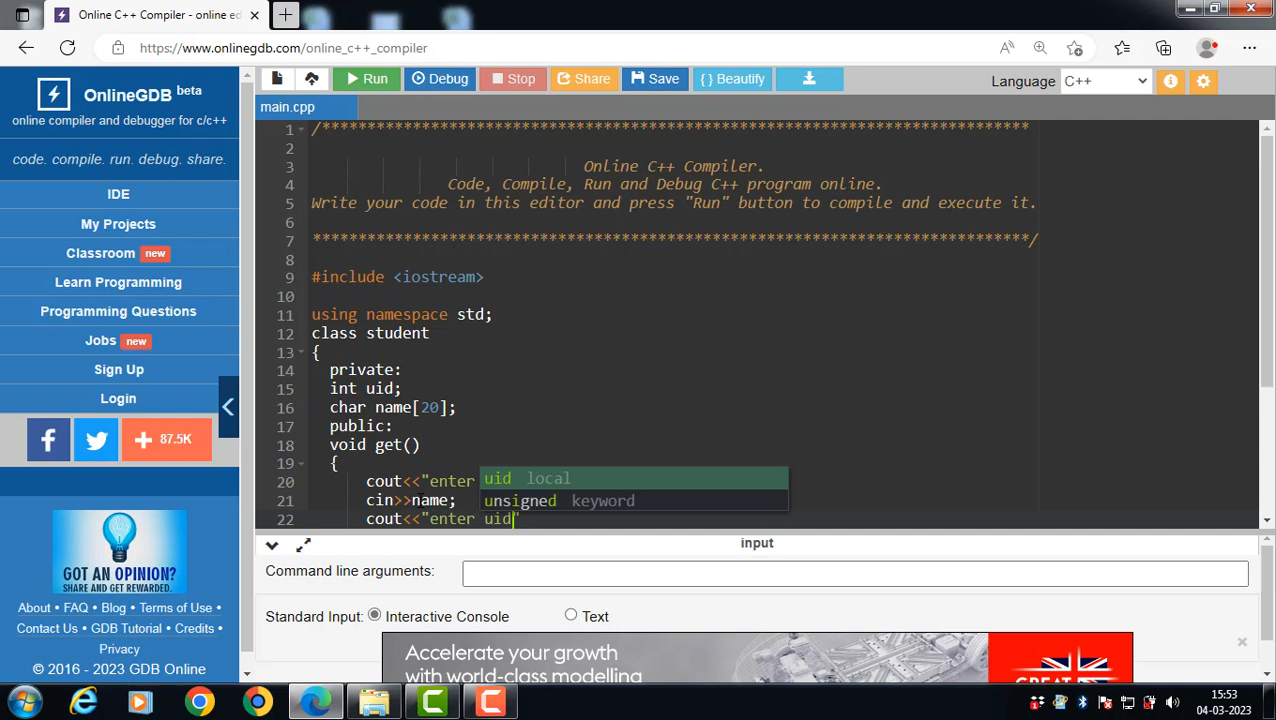 Online C++ Compiler - online edi
https://www.onlinegdb.com/online_c++_compiler
OnlineGDB beta
online compiler and debugger for c/c++
code. compile. run. debug. share.
IDE
My Projects
Classroom new
Learn Programming
Programming Questions
Jobs new
Sign Up
Login
87.5K
GOT AN OPINION?
SHARE AND GET REWARDED.
About • FAQ • Blog • Terms of Use •
Contact Us • GDB Tutorial • Credits •
Privacy
© 2016 - 2023 GDB Online
Run Debug Stop Share Save { } Beautify Language C++
main.cpp
1 /******************************************************************************
2
3 Online C++ Compiler.
4 Code, Compile, Run and Debug C++ program online.
5 Write your code in this editor and press "Run" button to compile and execute it.
6
7 *******************************************************************************/
8
9 #include <iostream>
10
11 using namespace std;
12 class student
13 {
14 private:
15 int uid;
16 char name[20];
17 public:
18 void get()
19 {
20 cout<<"enter
21 cin>>name;
22 cout<<"enter uid"
uid local
unsigned keyword
input
Command line arguments:
Standard Input: Interactive Console Text
Accelerate your growth
with world-class modelling
GREAT
15:53
04-03-2023